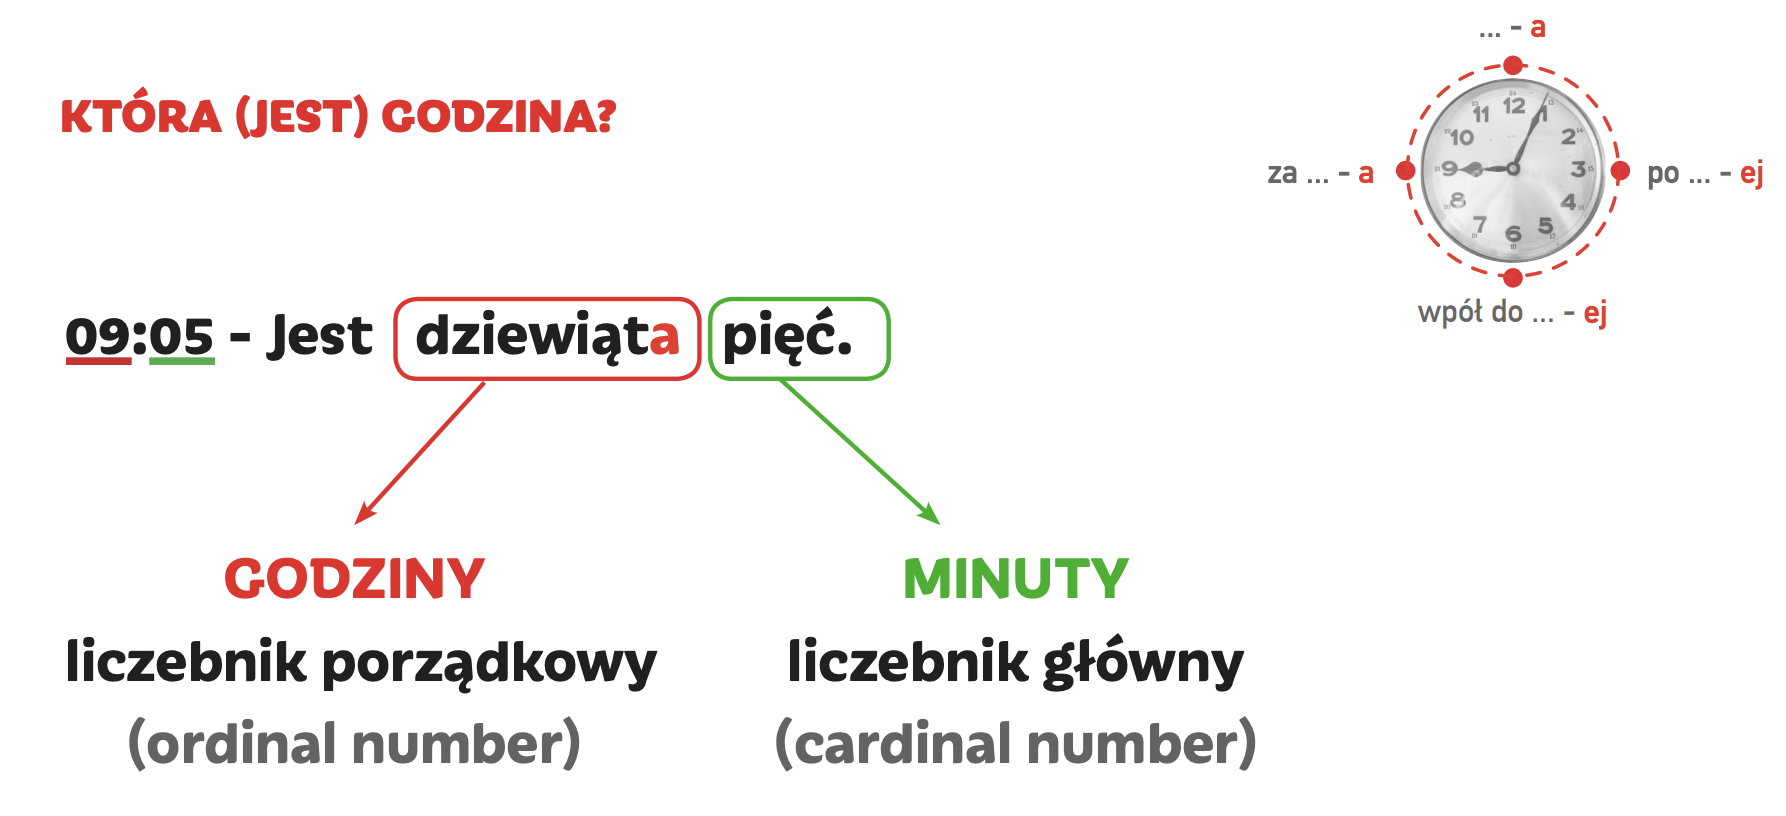 ... - a
KTÓRA (JEST) GODZINA?
12
11
1
10
2
za ... - a
9
3
po ... - ej
8
4
7
5
6
wpół do ... - ej
09:05 - Jest dziewiąta pięć.
GODZINY
MINUTY
liczebnik porządkowy
liczebnik główny
(ordinal number)
(cardinal number)